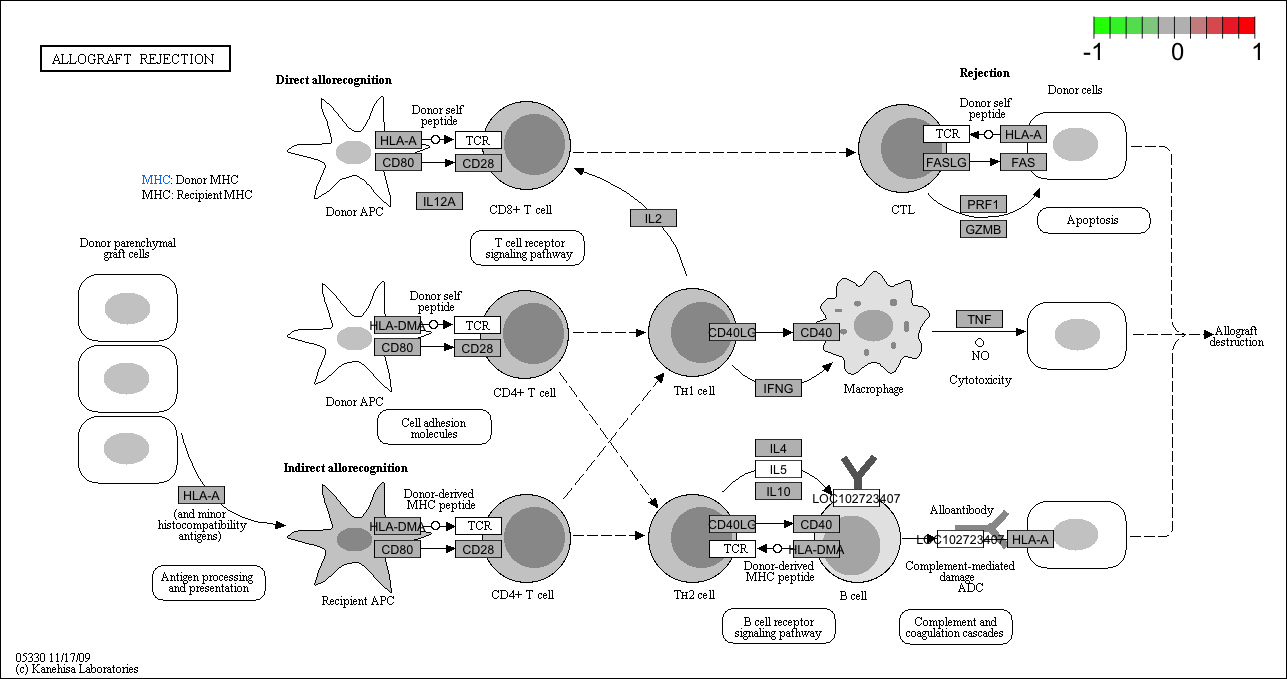 -1 0 1
ALLOGRAFT REJECTION
Direct allorecognition
Rejection
Donor cells
Donor self
peptide
HLA-A
TCR
CD80
CD28
IL12A
Donor APC
CD8+ T cell
T cell receptor
signaling pathway
MHC: Donor MHC
MHC: Recipient MHC
IL2
Donor self
peptide
TCR
HLA-A
FASLG
FAS
CTL
PRF1
GZMB
Apoptosis
Donor parenchymal
graft cells
Donor self
peptide
HLA-DMA
TCR
CD80
CD28
Donor APC
CD4+ T cell
Cell adhesion
molecules
CD40LG
CD40
IFNG
TH1 cell
Macrophage
TNF
NO
Cytotoxicity
Allograft
destruction
Indirect allorecognition
HLA-A
(and minor
histocompatibility
antigens)
Antigen processing
and presentation
Donor-derived
MHC peptide
HLA-DMA
TCR
CD80
CD28
Recipient APC
CD4+ T cell
IL4
IL5
IL10
LOC102723407
CD40LG
CD40
TCR
HLA-DMA
Donor-derived
MHC peptide
TH2 cell
B cell
B cell receptor
signaling pathway
Alloantibody
LOC102723407
HLA-A
Complement-mediated
damage
ADC
Complement and
coagulation cascades
05330 11/17/09
(c) Kanehisa Laboratories